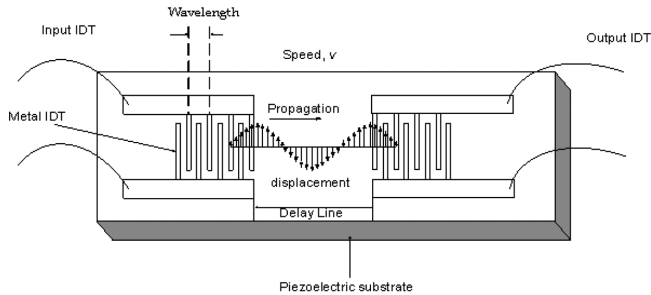 Wavelength
Input IDT
Output IDT
Speed, v
Metal IDT
Propagation
displacement
Delay Line
Piezoelectric substrate